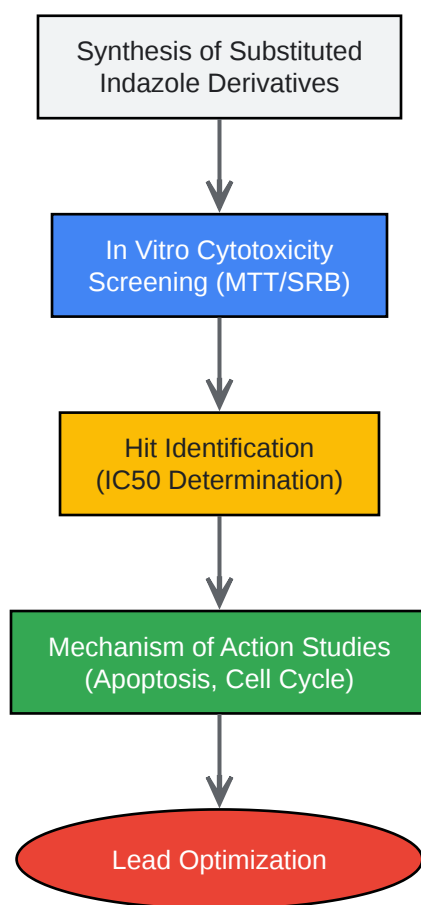 Synthesis of Substituted
Indazole Derivatives
In Vitro Cytotoxicity
Screening (MTT/SRB)
Hit Identification
(IC50 Determination)
Mechanism of Action Studies
(Apoptosis, Cell Cycle)
Lead Optimization